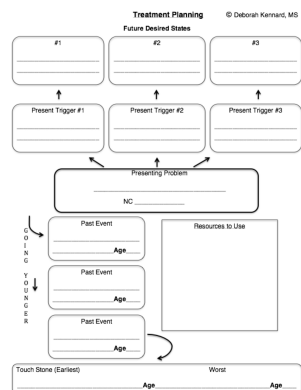 Treatment Planning © Deborah Kennard, MS
Future Desired States
#1 #2 #3
Present Trigger #1 Present Trigger #2 Present Trigger #3
Presenting Problem
NC
GOING YOUNGER
Past Event
Age
Resources to Use
Past Event
Age
Past Event
Age
Touch Stone (Earliest) Worst
Age Age